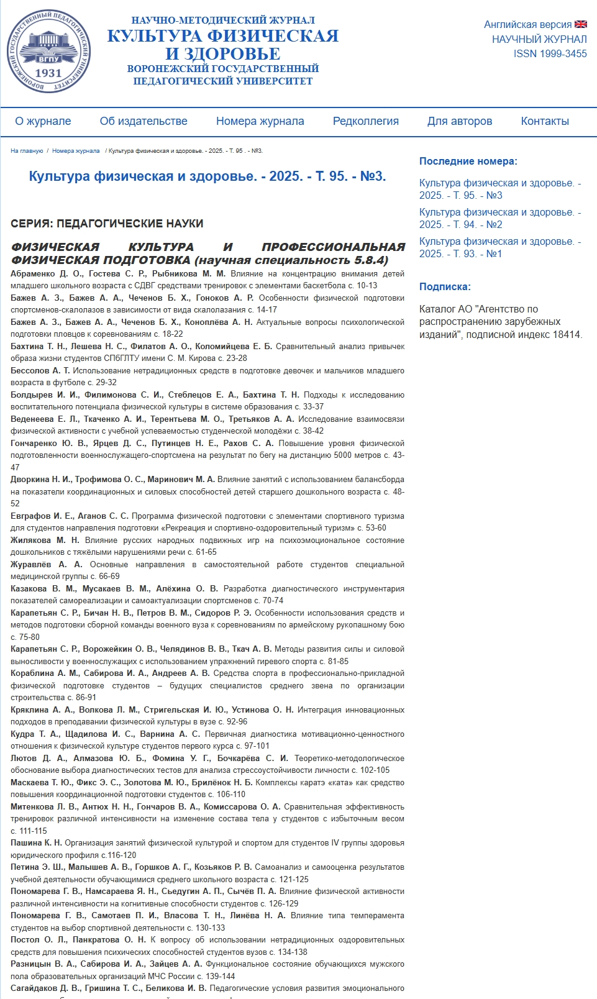 ВОРОНЕЖСКИЙ ГОСУДАРСТВЕННЫЙ ПЕДАГОГИЧЕСКИЙ УНИВЕРСИТЕТ
ВГПУ
1931
НАУЧНО-МЕТОДИЧЕСКИЙ ЖУРНАЛ
КУЛЬТУРА ФИЗИЧЕСКАЯ
И ЗДОРОВЬЕ
ВОРОНЕЖСКИЙ ГОСУДАРСТВЕННЫЙ
ПЕДАГОГИЧЕСКИЙ УНИВЕРСИТЕТ
Английская версия
НАУЧНЫЙ ЖУРНАЛ
ISSN 1999-3455
О журнале Об издательстве Номера журнала Редколлегия Для авторов Контакты
На главную / Номера журнала / Культура физическая и здоровье. - 2025. - Т. 95 . - №3.
Культура физическая и здоровье. - 2025. - Т. 95. - №3.
СЕРИЯ: ПЕДАГОГИЧЕСКИЕ НАУКИ
ФИЗИЧЕСКАЯ КУЛЬТУРА И ПРОФЕССИОНАЛЬНАЯ
ФИЗИЧЕСКАЯ ПОДГОТОВКА (научная специальность 5.8.4)
Абраменко Д. О., Гостева С. Р., Рыбникова М. М. Влияние на концентрацию внимания детей
младшего школьного возраста с СДВГ средствами тренировок с элементами баскетбола с. 10-13
Бажев А. З., Бажев А. А., Чеченов Б. Х., Гоноков А. Р. Особенности физической подготовки
спортсменов-скалолазов в зависимости от вида скалолазания с. 14-17
Бажев А. З., Бажев А. А., Чеченов Б. Х., Коноплёва А. Н. Актуальные вопросы психологической
подготовки пловцов к соревнованиям с. 18-22
Бахтина Т. Н., Лешева Н. С., Филатов А. О., Коломийцева Е. Б. Сравнительный анализ привычек
образа жизни студентов СПбГЛТУ имени С. М. Кирова с. 23-28
Бессолов А. Т. Использование нетрадиционных средств в подготовке девочек и мальчиков младшего
возраста в футболе с. 29-32
Болдырев И. И., Филимонова С. И., Стеблецов Е. А., Бахтина Т. Н. Подходы к исследованию
воспитательного потенциала физической культуры в системе образования с. 33-37
Веденеева Е. Л., Ткаченко А. И., Терентьева М. О., Третьяков А. А. Исследование взаимосвязи
физической активности с учебной успеваемостью студенческой молодёжи с. 38-42
Гончаренко Ю. В., Ярцев Д. С., Путинцев Н. Е., Рахов С. А. Повышение уровня физической
подготовленности военнослужащего-спортсмена на результат по бегу на дистанцию 5000 метров с. 43-
47
Дворкина Н. И., Трофимова О. С., Маринович М. А. Влияние занятий с использованием балансборда
на показатели координационных и силовых способностей детей старшего дошкольного возраста с. 48-
52
Евграфов И. Е., Аганов С. С. Программа физической подготовки с элементами спортивного туризма
для студентов направления подготовки «Рекреация и спортивно-оздоровительный туризм» с. 53-60
Жилякова М. Н. Влияние русских народных подвижных игр на психоэмоциональное состояние
дошкольников с тяжёлыми нарушениями речи с. 61-65
Журавлёв А. А. Основные направления в самостоятельной работе студентов специальной
медицинской группы с. 66-69
Казакова В. М., Мусакаев В. М., Алёхина О. В. Разработка диагностического инструментария
показателей самореализации и самоактуализации спортсменов с. 70-74
Карапетьян С. Р., Бичан Н. В., Петров В. М., Сидоров Р. Э. Особенности использования средств и
методов подготовки сборной команды военного вуза к соревнованиям по армейскому рукопашному бою
с. 75-80
Карапетьян С. Р., Ворожейкин О. В., Челядинов В. В., Ткач А. В. Методы развития силы и силовой
выносливости у военнослужащих с использованием упражнений гиревого спорта с. 81-85
Кораблина А. М., Сабирова И. А., Андреев А. В. Средства спорта в профессионально-прикладной
физической подготовке студентов – будущих специалистов среднего звена по организации
строительства с. 86-91
Кряклина А. А., Волкова Л. М., Стригельская И. Ю., Устинова О. Н. Интеграция инновационных
подходов в преподавании физической культуры в вузе с. 92-96
Кудра Т. А., Щадилова И. С., Варнина А. С. Первичная диагностика мотивационно-ценностного
отношения к физической культуре студентов первого курса с. 97-101
Лютов Д. А., Алмазова Ю. Б., Фомина У. Г., Бочкарёва С. И. Теоретико-методологическое
обоснование выбора диагностических тестов для анализа стрессоустойчивости личности с. 102-105
Маскаева Т. Ю., Фикс Э. С., Золотова М. Ю., Брилёнок Н. Б. Комплексы каратэ «ката» как средство
повышения координационной подготовки студентов с. 106-110
Митенкова Л. В., Антюх Н. Н., Гончаров В. А., Комиссарова О. А. Сравнительная эффективность
тренировок различной интенсивности на изменение состава тела у студентов с избыточным весом
с. 111-115
Пашина К. Н. Организация занятий физической культурой и спортом для студентов IV группы здоровья
юридического профиля с.116-120
Петина Э. Ш., Малышев А. В., Горшков А. Г., Козьяков Р. В. Самоанализ и самооценка результатов
учебной деятельности обучающимися среднего школьного возраста с. 121-125
Пономарева Г. В., Намсараева Я. Н., Сьедугин А. П., Сычёв П. А. Влияние физической активности
различной интенсивности на когнитивные способности студентов с. 126-129
Пономарева Г. В., Самотаев П. И., Власова Т. Н., Линёва Н. А. Влияние типа темперамента
студентов на выбор спортивной деятельности с. 130-133
Постол О. Л., Панкратова О. Н. К вопросу об использовании нетрадиционных оздоровительных
средств для повышения психических способностей студентов вузов с. 134-138
Разницын В. А., Сабирова И. А., Зайцев А. А. Функциональное состояние обучающихся мужского
пола образовательных организаций МЧС России с. 139-144
Сагайдаков Д. В., Гришина Т. С., Беликова И. В. Педагогические условия развития эмоционального
Последние номера:
Культура физическая и здоровье. -
2025. - Т. 95. - №3
Культура физическая и здоровье. -
2025. - Т. 94. - №2
Культура физическая и здоровье. -
2025. - Т. 93. - №1
Подписка:
Каталог АО "Агентство по
распространению зарубежных
изданий", подписной индекс 18414.